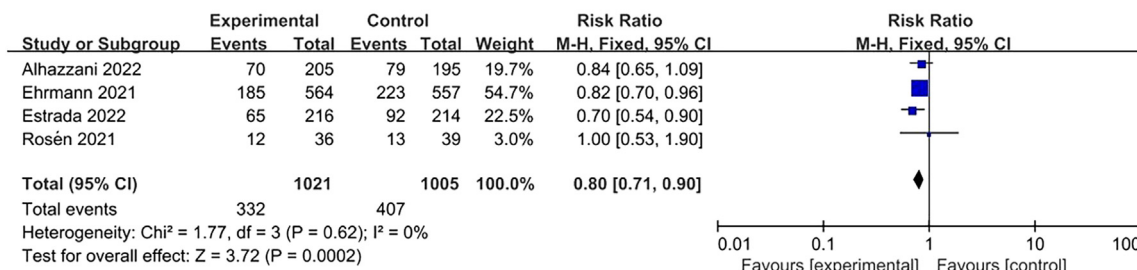 Experimental Control Risk Ratio Risk Ratio
Study or Subgroup Events Total Events Total Weight M-H, Fixed, 95% CI M-H, Fixed, 95% CI
Alhazzani 2022 70 205 79 195 19.7% 0.84 [0.65, 1.09]
Ehrmann 2021 185 564 223 557 54.7% 0.82 [0.70, 0.96]
Estrada 2022 65 216 92 214 22.5% 0.70 [0.54, 0.90]
Rosén 2021 12 36 13 39 3.0% 1.00 [0.53, 1.90]
Total (95% CI) 1021 1005 100.0% 0.80 [0.71, 0.90]
Total events 332 407
Heterogeneity: Chi² = 1.77, df = 3 (P = 0.62); I² = 0%
Test for overall effect: Z = 3.72 (P = 0.0002)
0.01 0.1 1 10 100
Favours [experimental] Favours [control]